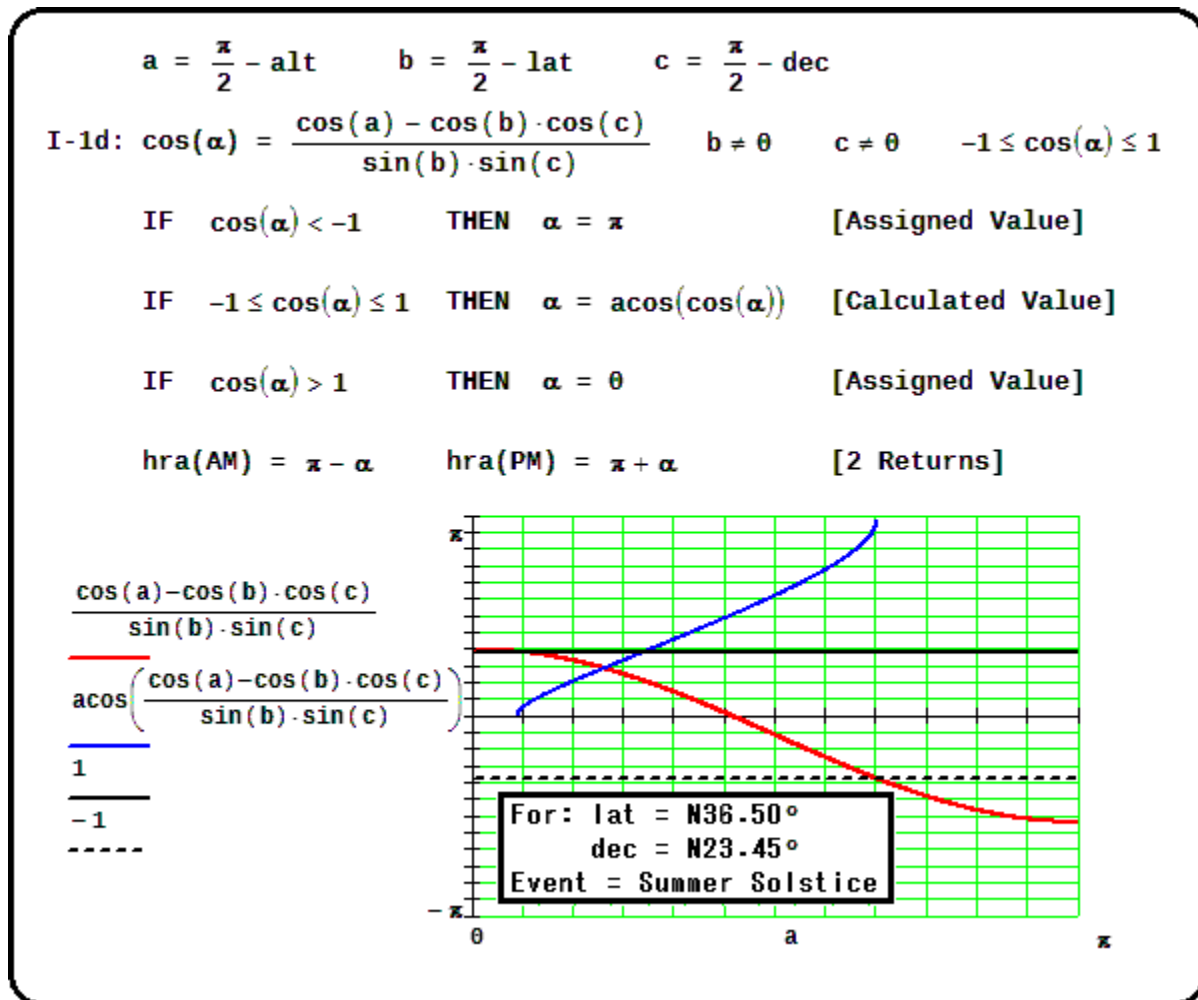 a = π/2 - alt b = π/2 - lat c = π/2 - dec
I-1d: cos(α) = (cos(a) - cos(b)·cos(c))/(sin(b)·sin(c)) b ≠ 0 c ≠ 0 -1 ≤ cos(α) ≤ 1
IF cos(α) < -1 THEN α = π [Assigned Value]
IF -1 ≤ cos(α) ≤ 1 THEN α = acos(cos(α)) [Calculated Value]
IF cos(α) > 1 THEN α = 0 [Assigned Value]
hra(AM) = π - α hra(PM) = π + α [2 Returns]
π
(cos(a)-cos(b)·cos(c))/(sin(b)·sin(c))
acos((cos(a)-cos(b)·cos(c))/(sin(b)·sin(c)))
1
-1
For: lat = N36.50°
dec = N23.45°
Event = Summer Solstice
-π
0 a π